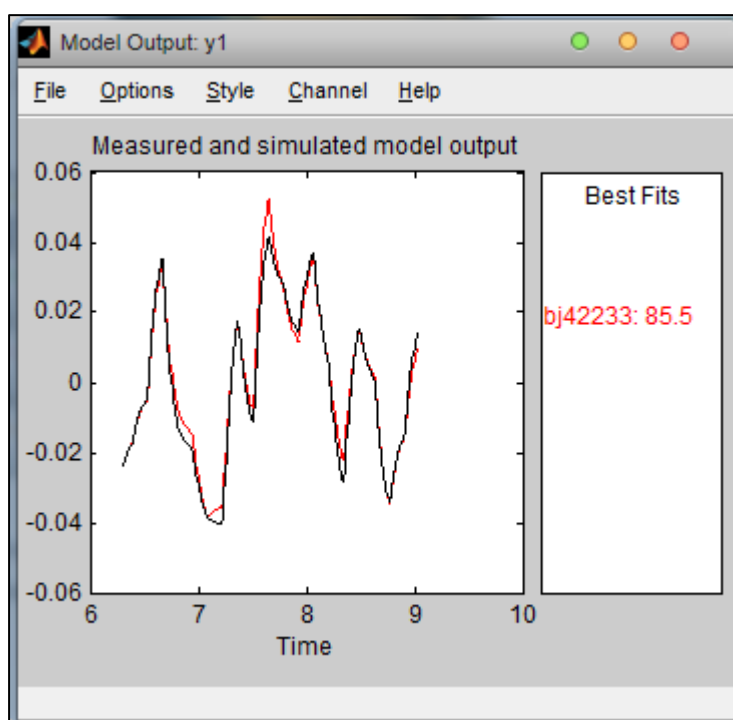 Model Output: y1
File Options Style Channel Help
Measured and simulated model output
0.06
0.04
0.02
0
-0.02
-0.04
-0.06
6 7 8 9 10
Time
Best Fits
bj42233: 85.5